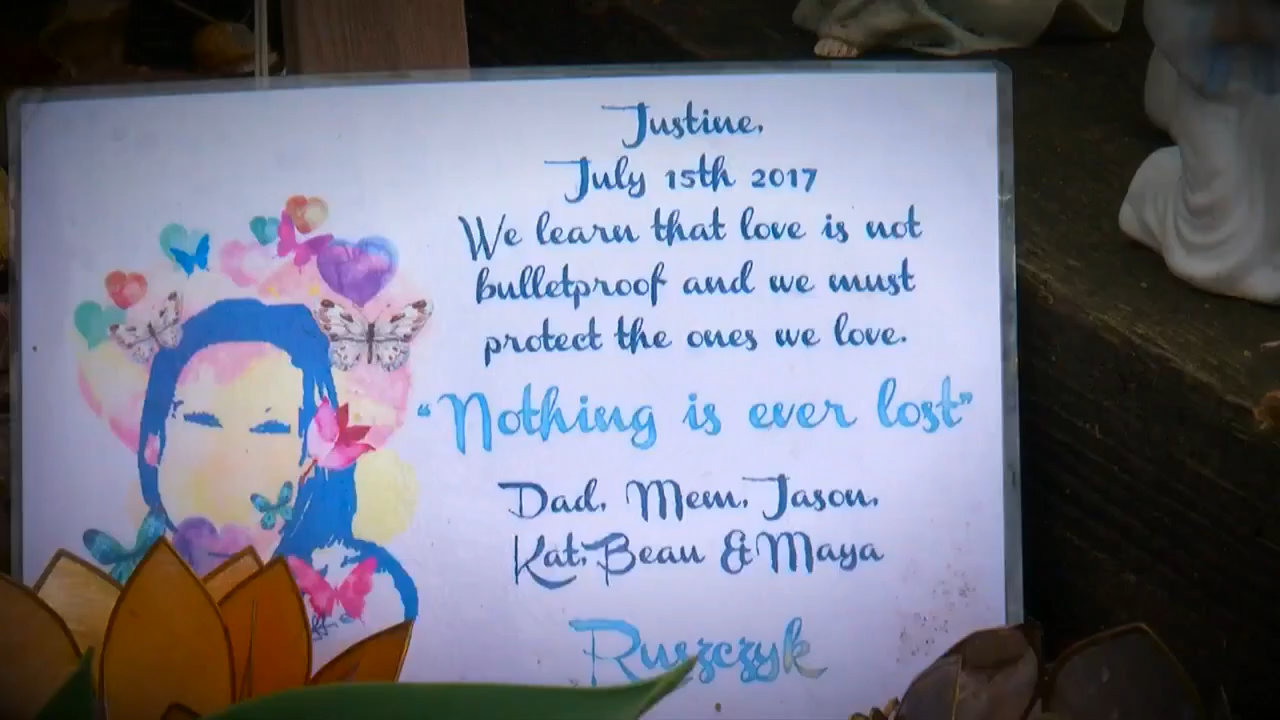 Justine,
July 15th 2017
We learn that love is not
bulletproof and we must
protect the ones we love.
"Nothing is ever lost"
Dad, Mem, Jason,
Kat, Beau & Maya
Ruszczyk